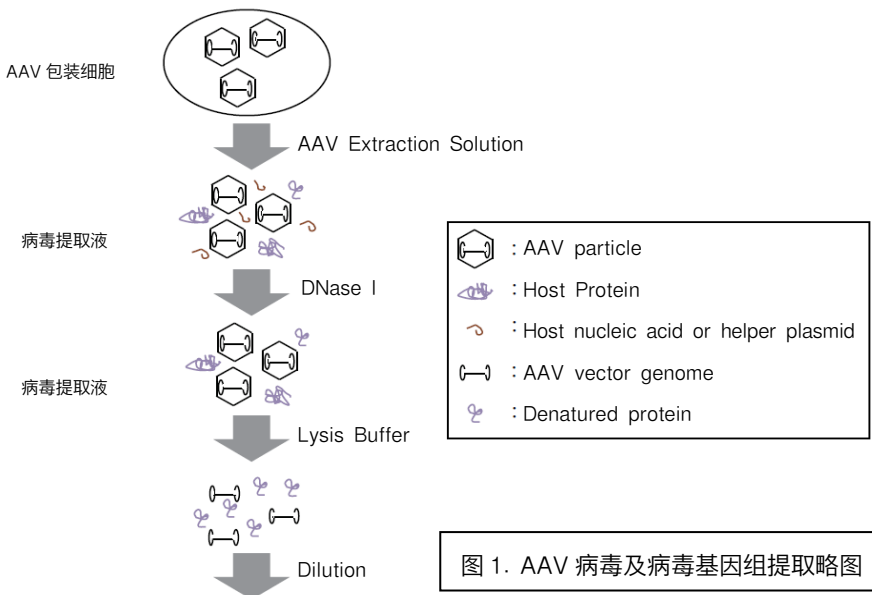 AAV 包装细胞
AAV Extraction Solution
病毒提取液
DNase I
病毒提取液
Lysis Buffer
Dilution
: AAV particle
: Host Protein
: Host nucleic acid or helper plasmid
: AAV vector genome
: Denatured protein
图 1. AAV 病毒及病毒基因组提取略图